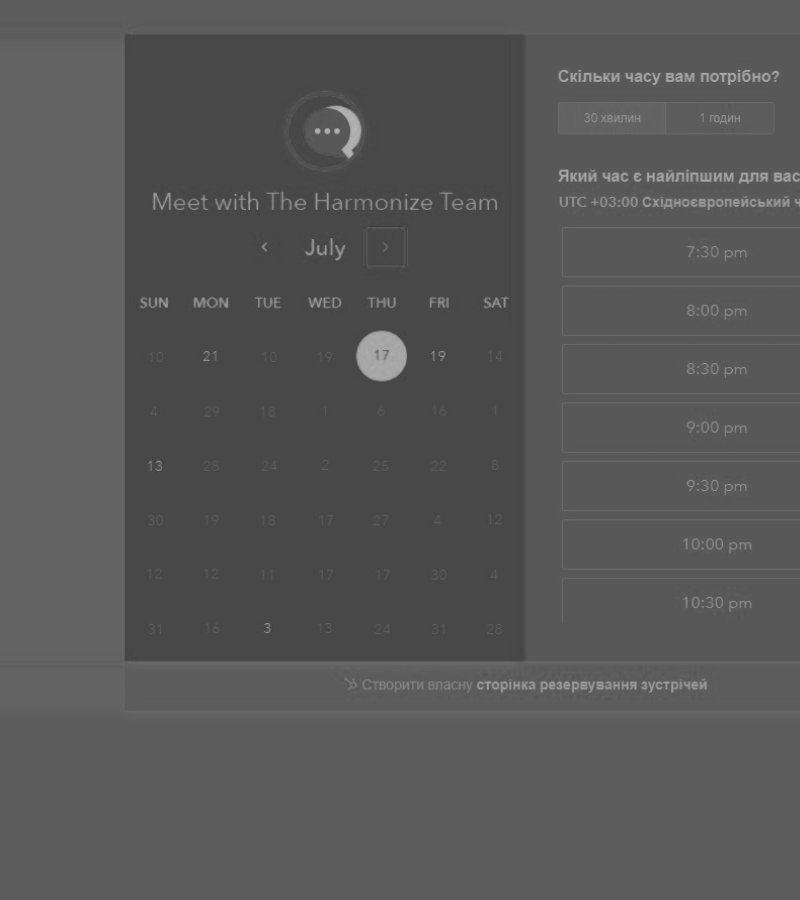 Meet with The Harmonize Team
July
SUN MON TUE WED THU FRI SAT
10 21 10 19 17 19 14
4 29 18 1 6 16 1
13 28 24 2 25 22 8
30 19 18 17 27 4 12
12 12 11 17 17 30 4
31 16 3 13 24 31 28
Скільки часу вам потрібно?
30 хвилин 1 годин
Який час є найліпшим для вас
UTC +03:00 Східноєвропейський ч
7:30 pm
8:00 pm
8:30 pm
9:00 pm
9:30 pm
10:00 pm
10:30 pm
Створити власну сторінка резервування зустрічей